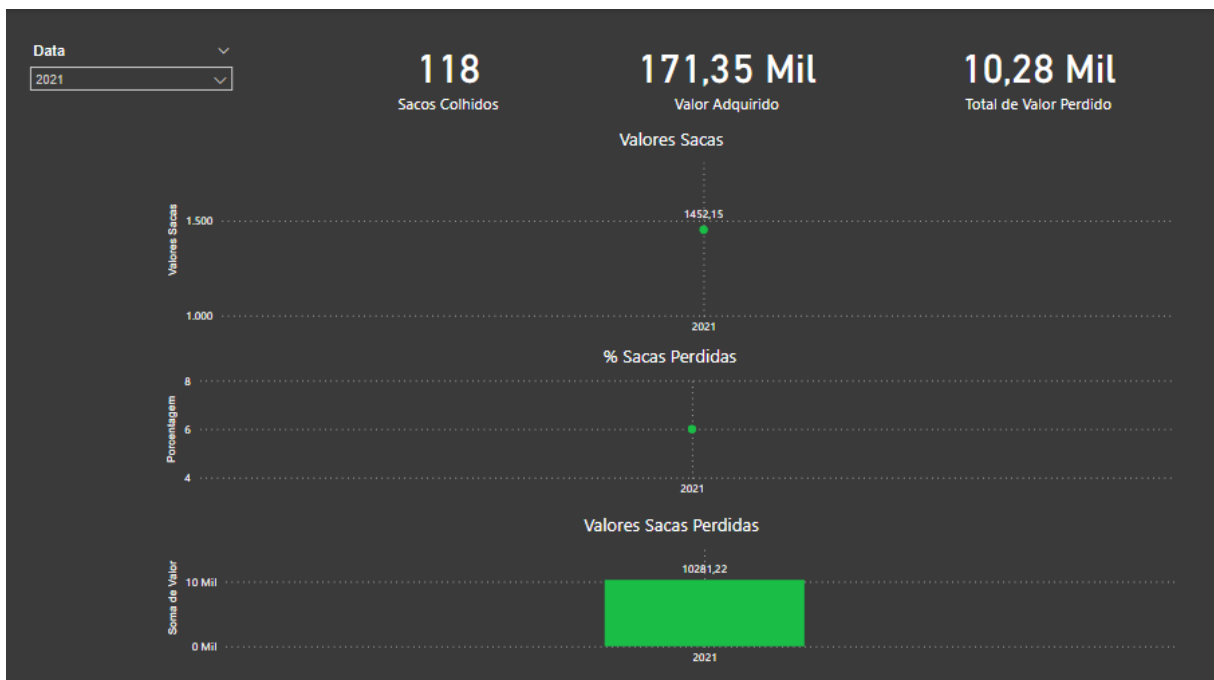 Data
2021
118
Sacos Colhidos
171,35 Mil
Valor Adquirido
10,28 Mil
Total de Valor Perdido
Valores Sacas
Valores Sacas
1.500
1452,15
1.000
2021
% Sacas Perdidas
Porcentagem
8
6
4
2021
Valores Sacas Perdidas
Soma de Valor
10281,22
10 Mil
0 Mil
2021